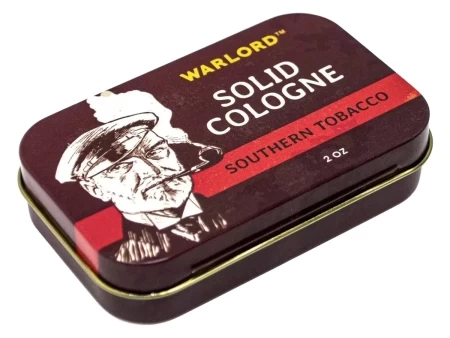 WARLORD™
SOLID
COLOGNE
SOUTHERN TOBACCO
2 OZ